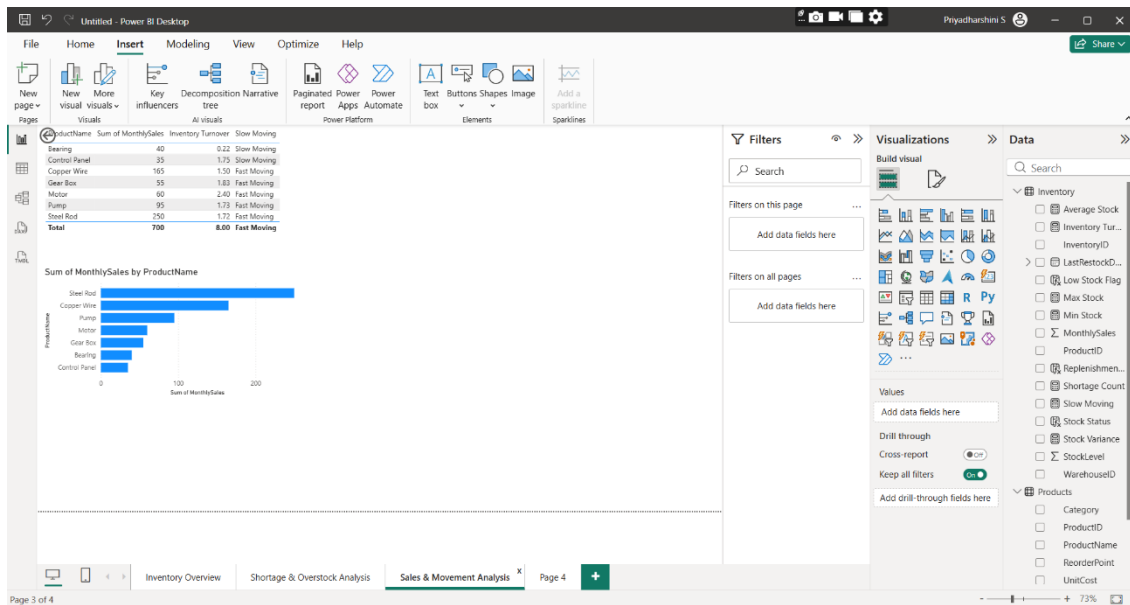 Untitled - Power BI Desktop
Priyadharshini S
File Home Insert Modeling View Optimize Help
Share
New page
New visual
More visuals
Key influencers
Decomposition tree
Narrative
Paginated report
Power Apps
Power Automate
Text box
Buttons
Shapes
Image
Add a sparkline
Pages
Visuals
AI visuals
Power Platform
Elements
Sparklines
ProductName Sum of MonthlySales Inventory Turnover Slow Moving
Bearing 40 0.22 Slow Moving
Control Panel 35 1.75 Slow Moving
Copper Wire 165 1.50 Fast Moving
Gear Box 55 1.83 Fast Moving
Motor 60 2.40 Fast Moving
Pump 95 1.73 Fast Moving
Steel Rod 250 1.72 Fast Moving
Total 700 8.00 Fast Moving
Sum of MonthlySales by ProductName
ProductName
Steel Rod
Copper Wire
Pump
Motor
Gear Box
Bearing
Control Panel
0 100 200
Sum of MonthlySales
Filters
Search
Filters on this page ...
Add data fields here
Filters on all pages ...
Add data fields here
Visualizations
Build visual
R Py
...
Values
Add data fields here
Drill through
Cross-report Off
Keep all filters On
Add drill-through fields here
Data
Search
Inventory
Average Stock
Inventory Tur...
InventoryID
LastRestockD...
Low Stock Flag
Max Stock
Min Stock
MonthlySales
ProductID
Replenishmen...
Shortage Count
Slow Moving
Stock Status
Stock Variance
StockLevel
WarehouseID
Products
Category
ProductID
ProductName
ReorderPoint
UnitCost
Inventory Overview Shortage & Overstock Analysis Sales & Movement Analysis x Page 4 +
Page 3 of 4
- + 73%